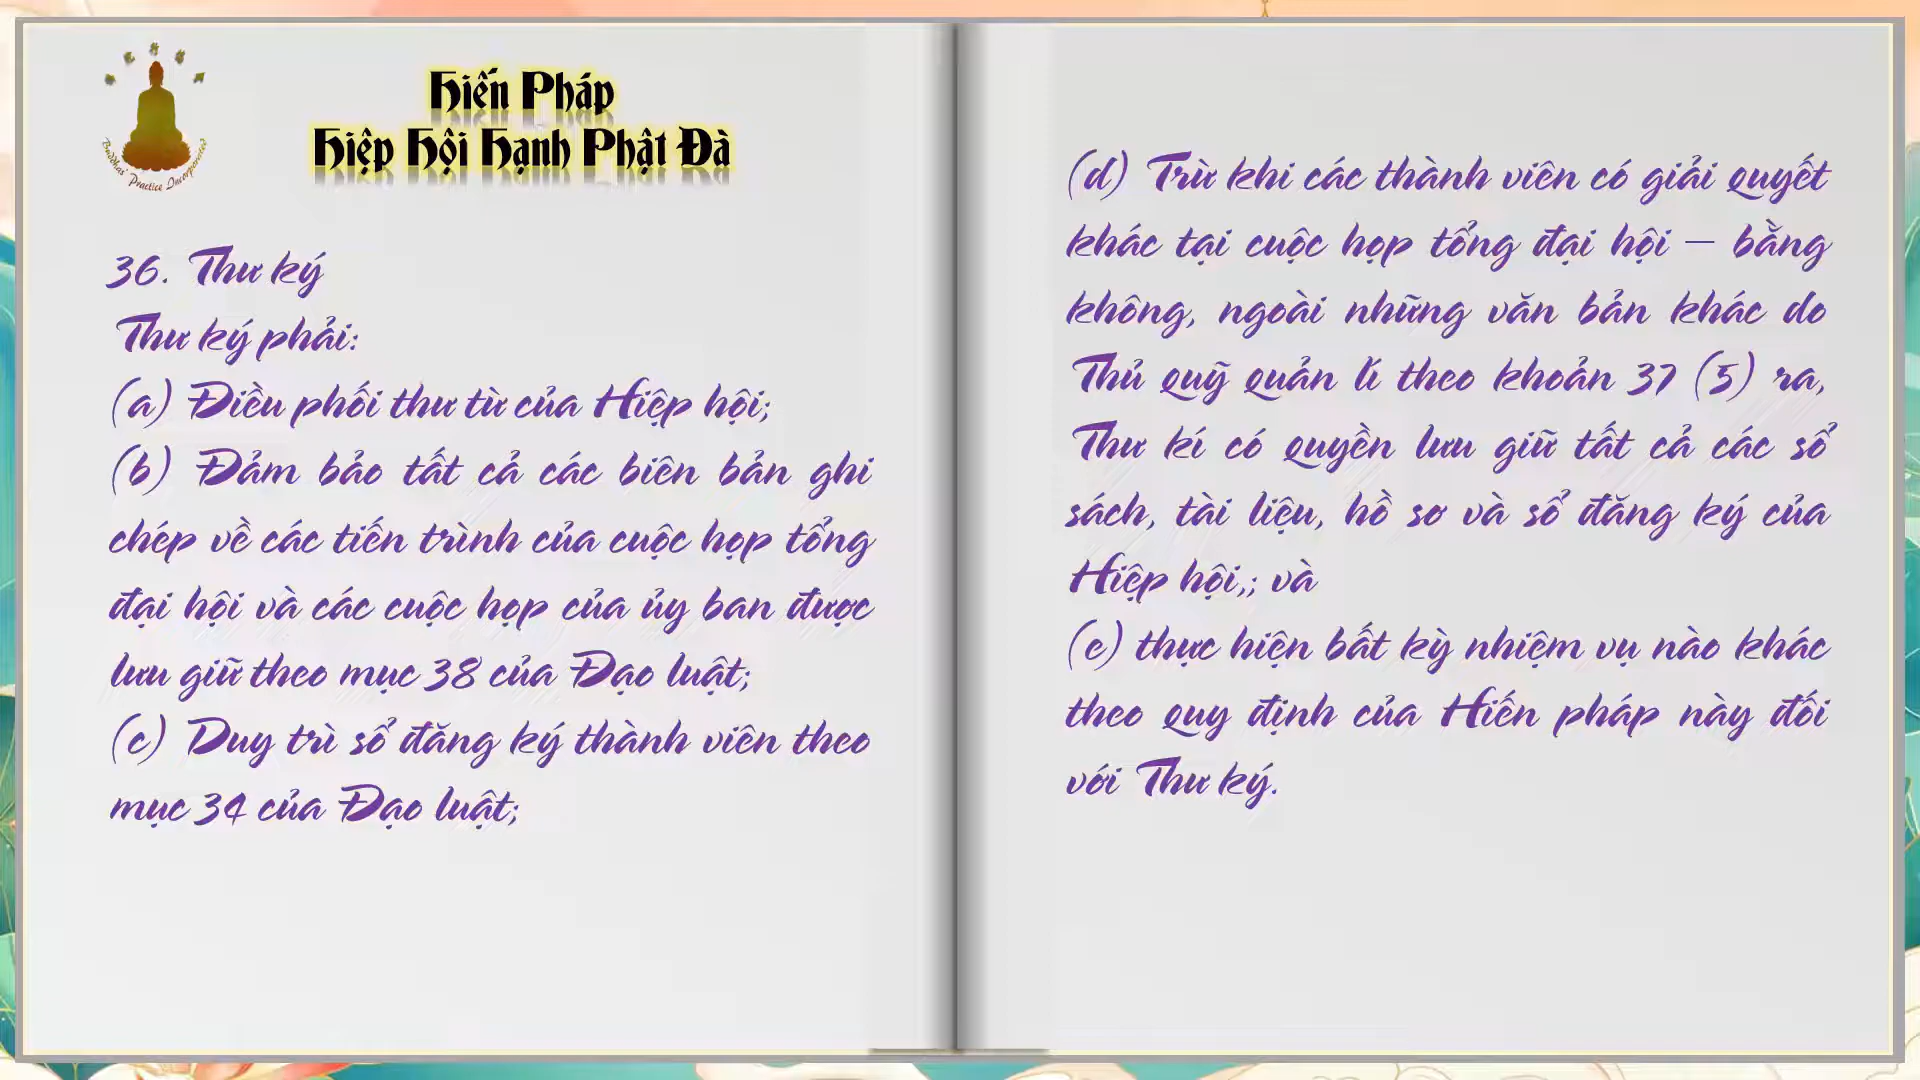 Hiến Pháp
Hiệp Hội Hạnh Phật Đà
Buddhas' Practice Incorporated
36. Thư ký
Thư ký phải:
(a) Điều phối thư từ của Hiệp hội;
(b) Đảm bảo tất cả các biên bản ghi
chép về các tiến trình của cuộc họp tổng
đại hội và các cuộc họp của ủy ban được
lưu giữ theo mục 38 của Đạo luật;
(c) Duy trì sổ đăng ký thành viên theo
mục 34 của Đạo luật;
(d) Trừ khi các thành viên có giải quyết
khác tại cuộc họp tổng đại hội – bằng
không, ngoài những văn bản khác do
Thủ quỹ quản lí theo khoản 37 (5) ra,
Thư kí có quyền lưu giữ tất cả các sổ
sách, tài liệu, hồ sơ và sổ đăng ký của
Hiệp hội,; và
(e) thực hiện bất kỳ nhiệm vụ nào khác
theo quy định của Hiến pháp này đối
với Thư ký.